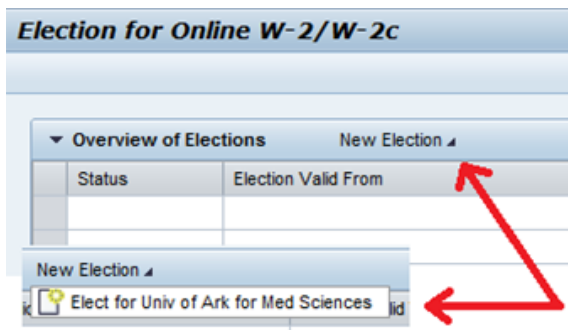 Election for Online W-2/W-2c
Overview of Elections New Election
Status Election Valid From
New Election
Elect for Univ of Ark for Med Sciences
lid